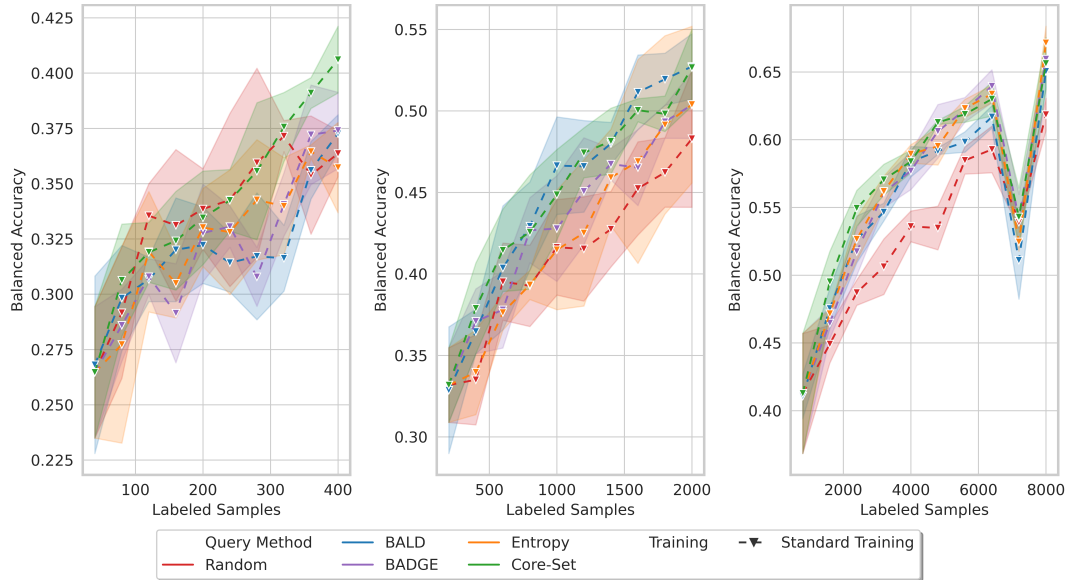 0.425
0.400
0.375
0.350
0.325
0.300
0.275
0.250
0.225
Balanced Accuracy
100 200 300 400
Labeled Samples
0.55
0.50
0.45
0.40
0.35
0.30
Balanced Accuracy
500 1000 1500 2000
Labeled Samples
0.65
0.60
0.55
0.50
0.45
0.40
Balanced Accuracy
2000 4000 6000 8000
Labeled Samples
Query Method BALD Entropy Training Standard Training
Random BADGE Core-Set